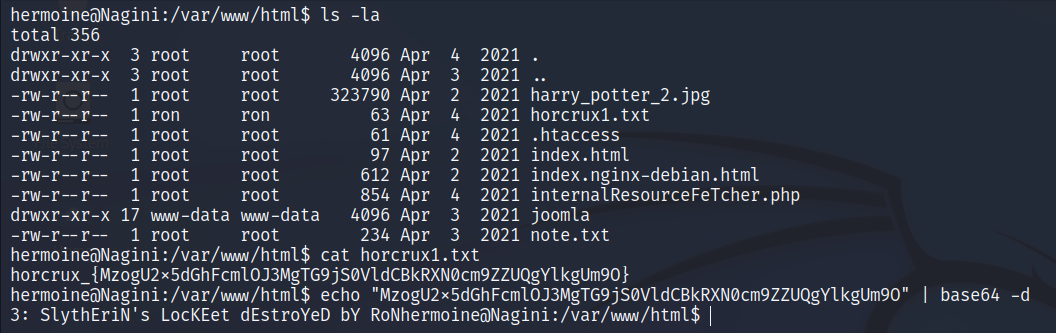 hermoine@Nagini:/var/www/html$ ls -la
total 356
drwxr-xr-x  3 root     root       4096 Apr  4  2021 .
drwxr-xr-x  3 root     root       4096 Apr  3  2021 ..
-rw-r--r--  1 root     root     323790 Apr  2  2021 harry_potter_2.jpg
-rw-r--r--  1 ron      ron          63 Apr  4  2021 horcrux1.txt
-rw-r--r--  1 root     root         61 Apr  4  2021 .htaccess
-rw-r--r--  1 root     root         97 Apr  2  2021 index.html
-rw-r--r--  1 root     root        612 Apr  2  2021 index.nginx-debian.html
-rw-r--r--  1 root     root        854 Apr  4  2021 internalResourceFeTcher.php
drwxr-xr-x 17 www-data www-data   4096 Apr  3  2021 joomla
-rw-r--r--  1 root     root        234 Apr  3  2021 note.txt
hermoine@Nagini:/var/www/html$ cat horcrux1.txt
horcrux_{MzogU2x5dGhFcmlOJ3MgTG9jS0VldCBkRXN0cm9ZZUQgYlkgUm9O}
hermoine@Nagini:/var/www/html$ echo "MzogU2x5dGhFcmlOJ3MgTG9jS0VldCBkRXN0cm9ZZUQgYlkgUm9O" | base64 -d
3: SlythEriN's LocKEet dEstroYeD bY RoNhermoine@Nagini:/var/www/html$